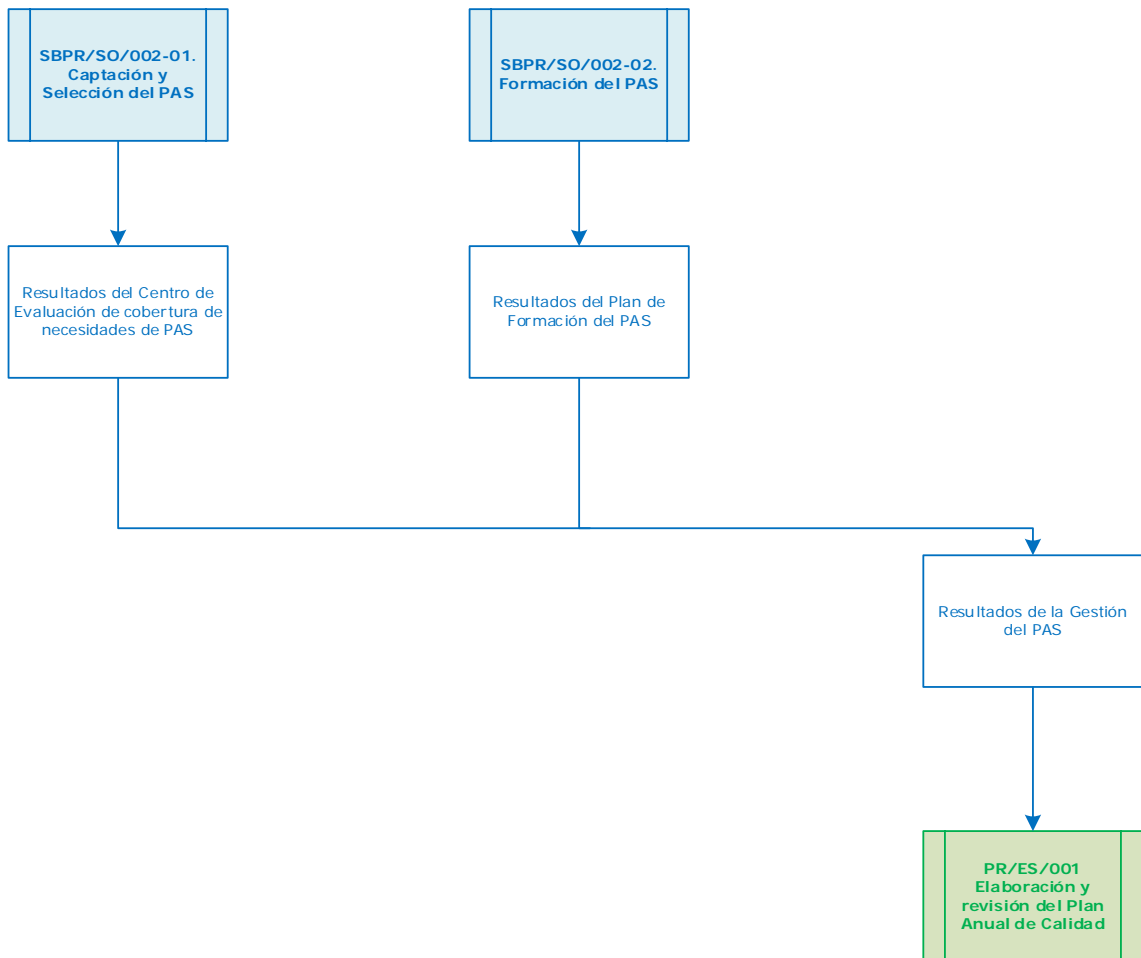 SBPR/SO/002-01.
Captación y
Selección del PAS
SBPR/SO/002-02.
Formación del PAS
Resultados del Centro de
Evaluación de cobertura de
necesidades de PAS
Resultados del Plan de
Formación del PAS
Resultados de la Gestión
del PAS
PR/ES/001
Elaboración y
revisión del Plan
Anual de Calidad